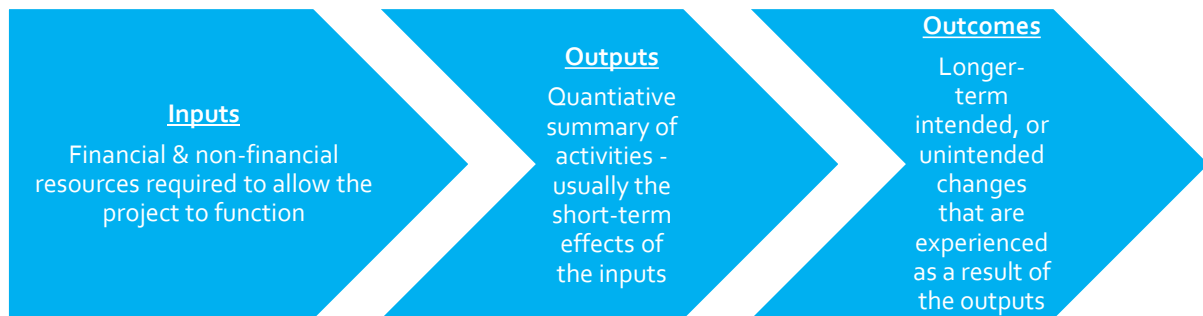 Inputs
Financial & non-financial
resources required to allow the
project to function
Outputs
Quantiative
summary of
activities -
usually the
short-term
effects of
the inputs
Outcomes
Longer-
term
intended, or
unintended
changes
that are
experienced
as a result of
the outputs